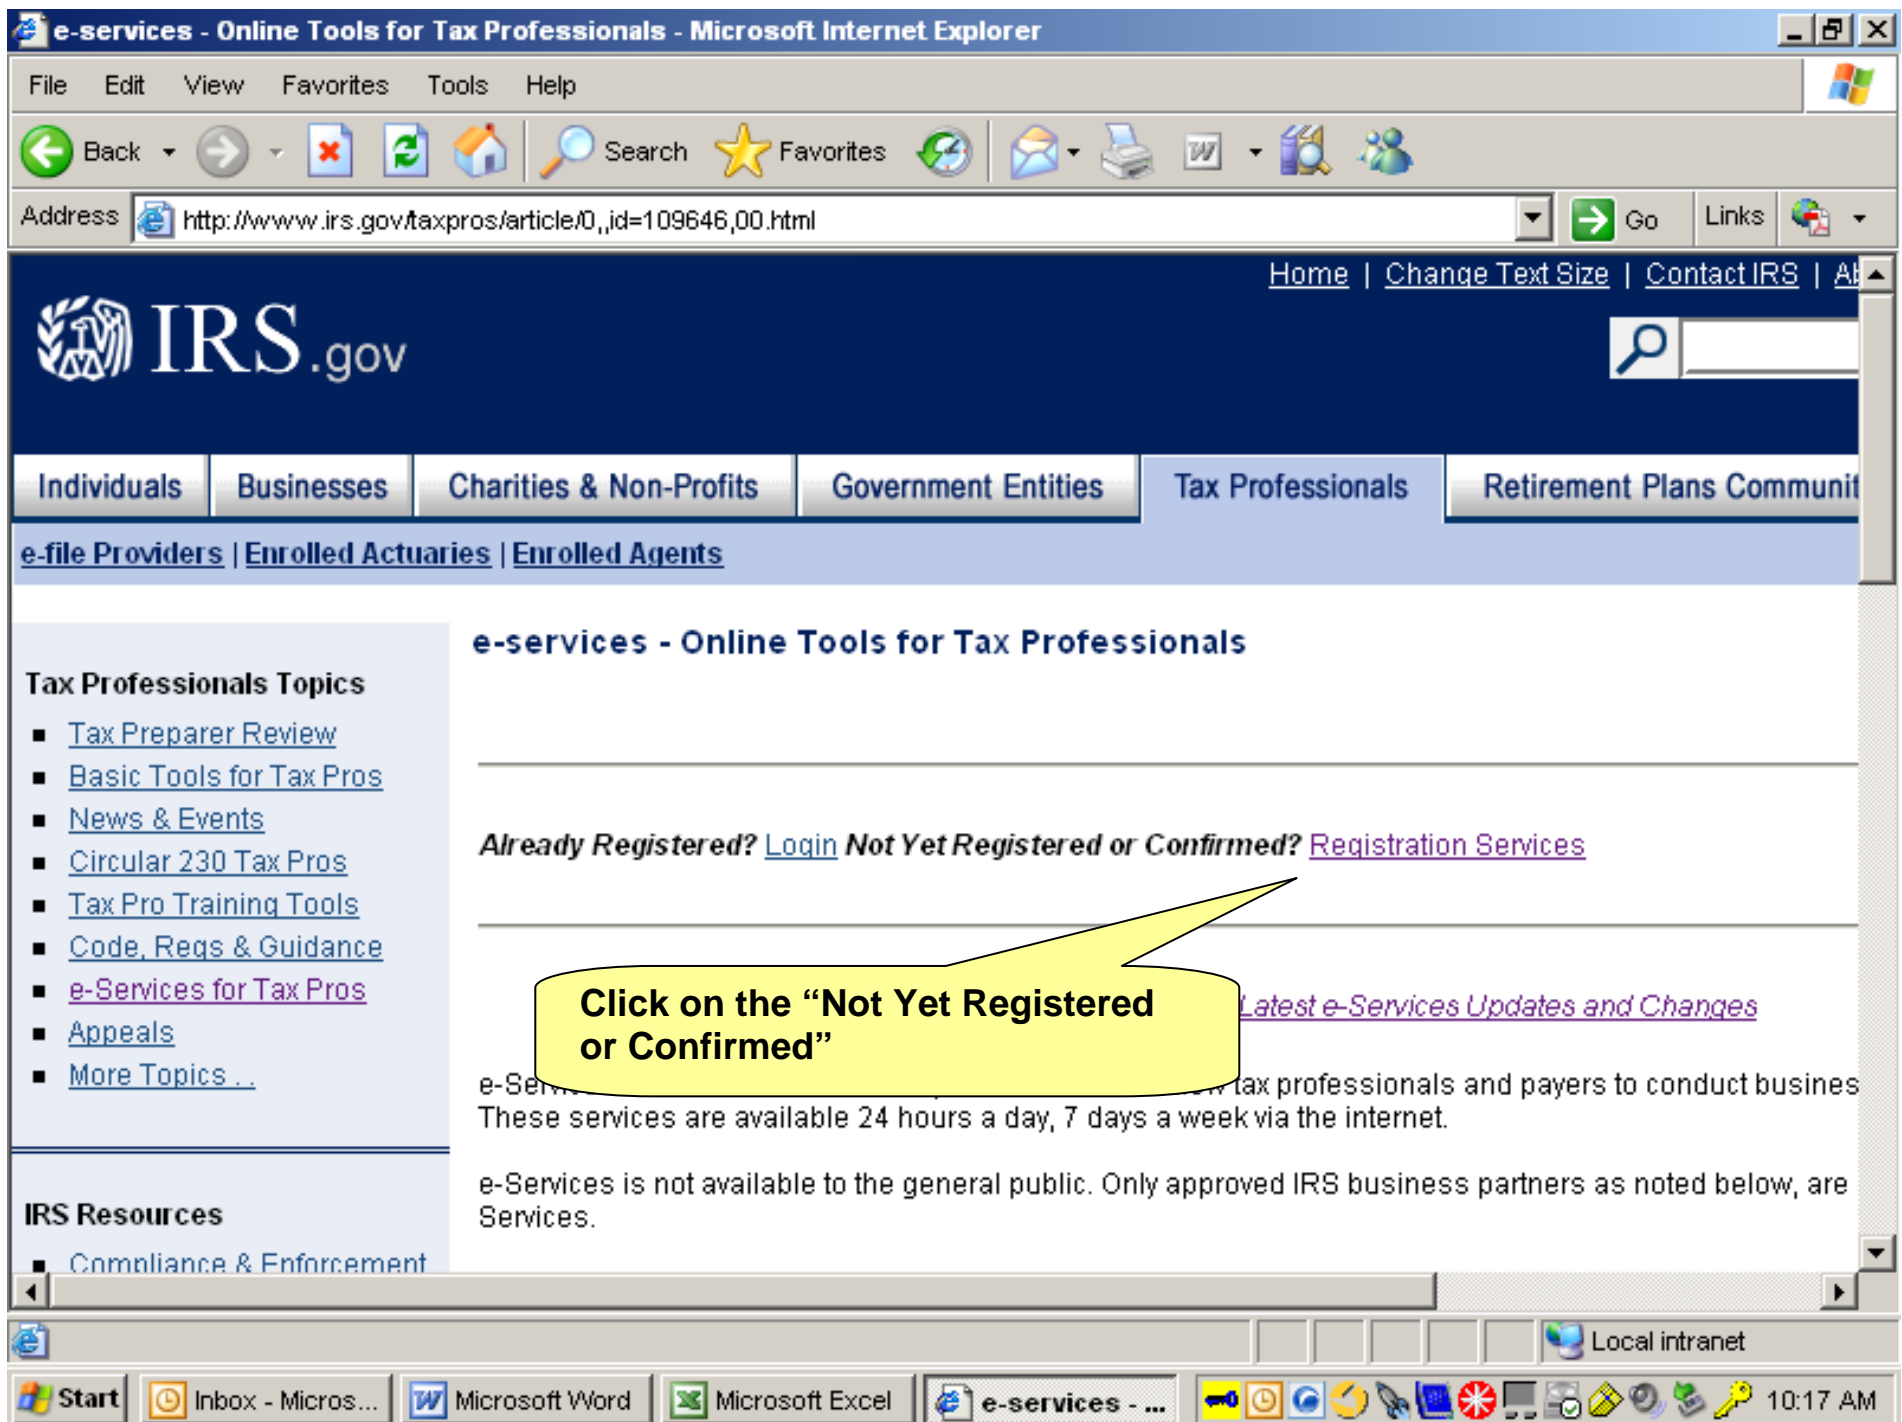 e-services - Online Tools for Tax Professionals - Microsoft Internet Explorer
File Edit View Favorites Tools Help
Back Search Favorites
Address http://www.irs.gov/taxpros/article/0,,id=109646,00.html Go Links
Home | Change Text Size | Contact IRS |
IRS.gov
Individuals Businesses Charities & Non-Profits Government Entities Tax Professionals Retirement Plans Communit
e-file Providers | Enrolled Actuaries | Enrolled Agents
e-services - Online Tools for Tax Professionals
Tax Professionals Topics
Tax Preparer Review
Basic Tools for Tax Pros
News & Events
Circular 230 Tax Pros
Tax Pro Training Tools
Code, Regs & Guidance
e-Services for Tax Pros
Appeals
More Topics . .
IRS Resources
Compliance & Enforcement
Already Registered? Login Not Yet Registered or Confirmed? Registration Services
Click on the “Not Yet Registered
or Confirmed”
Latest e-Services Updates and Changes
tax professionals and payers to conduct busines
These services are available 24 hours a day, 7 days a week via the internet.
e-Services is not available to the general public. Only approved IRS business partners as noted below, are
Services.
Local intranet
Start Inbox - Micros... Microsoft Word Microsoft Excel e-services - ... 10:17 AM